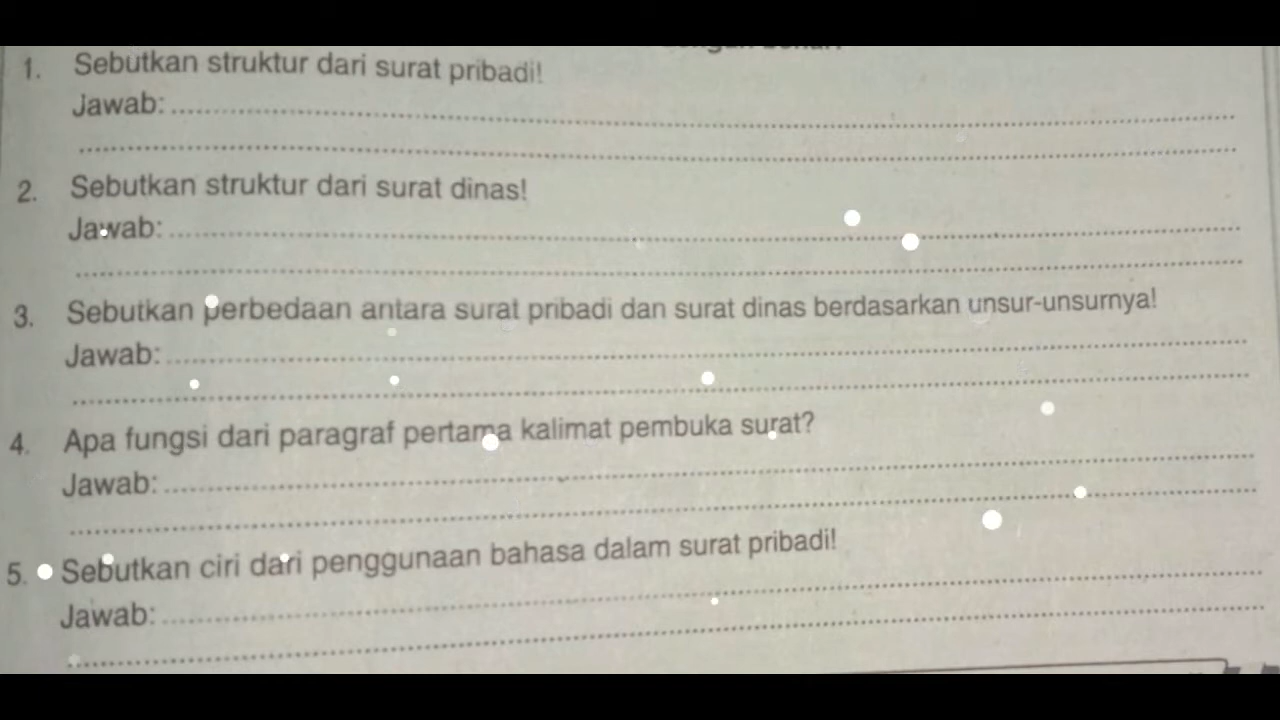 1. Sebutkan struktur dari surat pribadi!
Jawab: ........................................
........................................
2. Sebutkan struktur dari surat dinas!
Jawab: ........................................
........................................
3. Sebutkan perbedaan antara surat pribadi dan surat dinas berdasarkan unsur-unsurnya!
Jawab: ........................................
........................................
4. Apa fungsi dari paragraf pertama kalimat pembuka surat?
Jawab: ........................................
........................................
5. Sebutkan ciri dari penggunaan bahasa dalam surat pribadi!
Jawab: ........................................
........................................